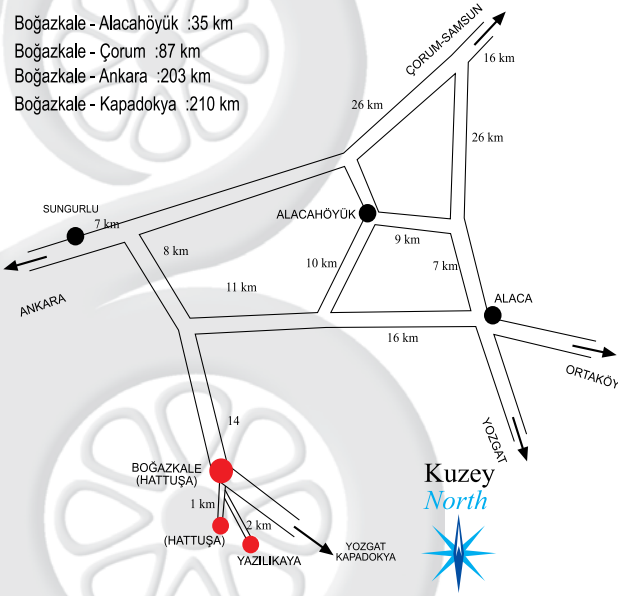 Boğazkale - Alacahöyük :35 km
Boğazkale - Çorum :87 km
Boğazkale - Ankara :203 km
Boğazkale - Kapadokya :210 km
ÇORUM-SAMSUN
16 km
26 km
26 km
SUNGURLU
7 km
ALACAHÖYÜK
9 km
8 km
10 km
7 km
ANKARA
11 km
ALACA
16 km
ORTAKÖY
YOZGAT
14
BOĞAZKALE
(HATTUŞA)
Kuzey
North
1 km
2 km
(HATTUŞA)
YAZILIKAYA
YOZGAT
KAPADOKYA